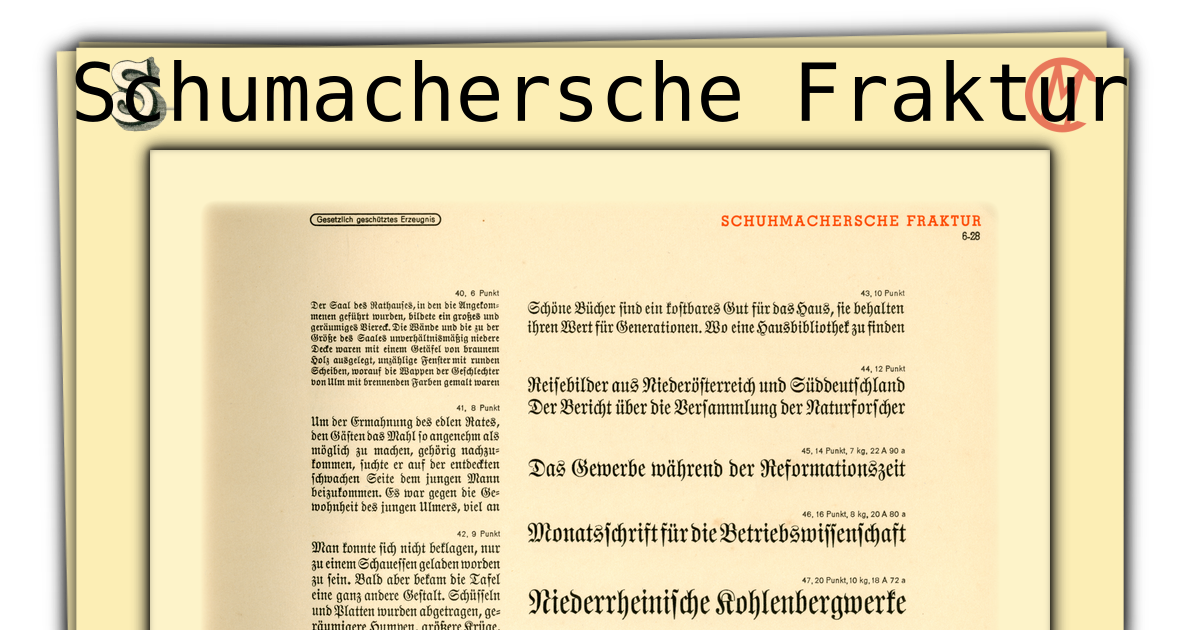 Schumachersche Fraktur
Gesetzlich geschütztes Erzeugnis
SCHUHMACHERSCHE FRAKTUR
6-28
40, 6 Punkt
Der Saal des Rathauſes, in den die Angekom⸗
menen geführt wurden, bildete ein großes und
geräumiges Viereck. Die Wände und die zu der
Größe des Saales unverhältnismäßig niedere
Decke waren mit einem Getäfel von braunem
Holz ausgelegt, unzählige Fenſter mit runden
Scheiben, worauf die Wappen der Geſchlechter
von Ulm mit brennenden Farben gemalt waren
41, 8 Punkt
Um der Ermahnung des edlen Rates,
den Gäſten das Mahl ſo angenehm als
möglich zu machen, gehörig nachzu⸗
kommen, ſuchte er auf der entdeckten
ſchwachen Seite dem jungen Mann
beizukommen. Es war gegen die Ge⸗
wohnheit des jungen Ulmers, viel an
42, 9 Punkt
Man konnte ſich nicht beklagen, nur
zu einem Schaueſſen geladen worden
zu ſein. Bald aber bekam die Tafel
eine ganz andere Geſtalt. Schüſſeln
und Platten wurden abgetragen, ge⸗
räumigere Humpen, größere Krüge,
43, 10 Punkt
Schöne Bücher ſind ein koſtbares Gut für das Haus, ſie behalten
ihren Wert für Generationen. Wo eine Hausbibliothek zu finden
44, 12 Punkt
Reiſebilder aus Niederöſterreich und Süddeutſchland
Der Bericht über die Verſammlung der Naturforſcher
45, 14 Punkt, 7 kg, 22 A 90 a
Das Gewerbe während der Reformationszeit
46, 16 Punkt, 8 kg, 20 A 80 a
Monatsſchrift für die Betriebswiſſenſchaft
47, 20 Punkt, 10 kg, 18 A 72 a
Niederrheiniſche Kohlenbergwerke